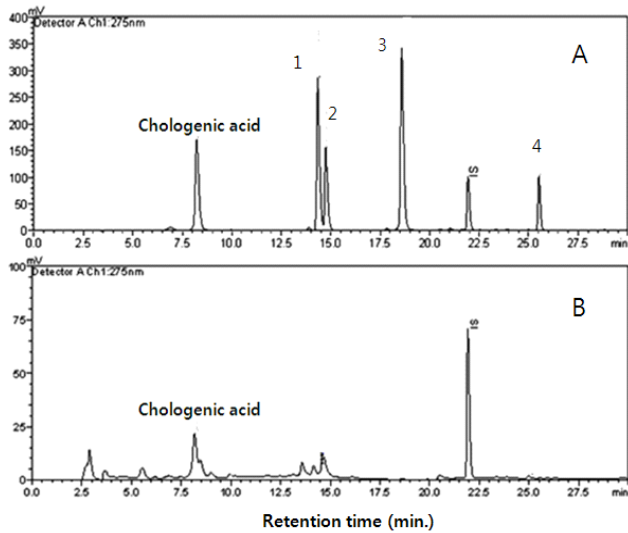 mV
400
Detector A Ch1:275nm
350
300
250
200
150
100
50
0
Chologenic acid
1
2
3
IS
4
A
0.0 2.5 5.0 7.5 10.0 12.5 15.0 17.5 20.0 22.5 25.0 27.5 min
mV
100
Detector A Ch1:275nm
75
50
25
0
Chologenic acid
IS
B
0.0 2.5 5.0 7.5 10.0 12.5 15.0 17.5 20.0 22.5 25.0 27.5 min
Retention time (min.)